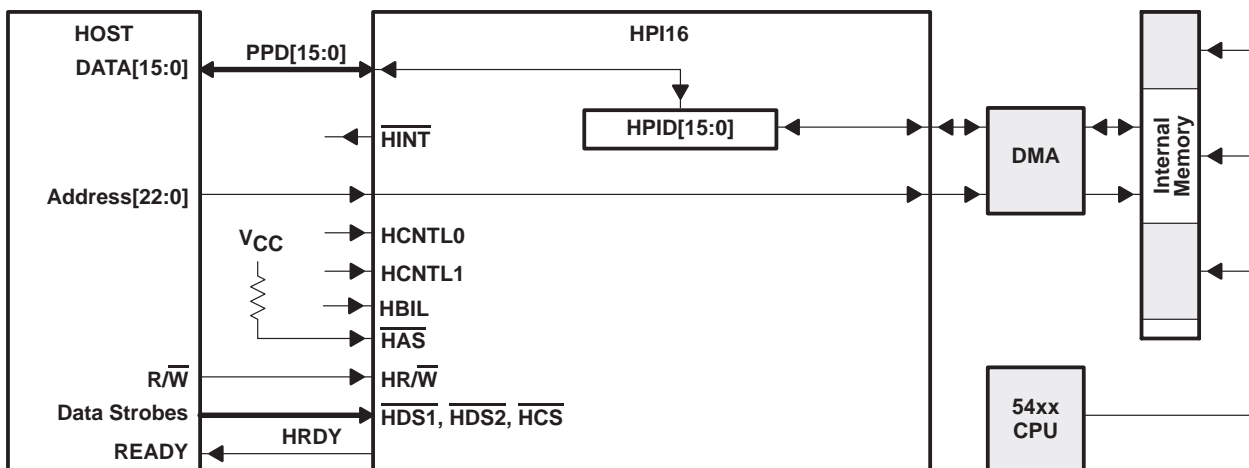 HOST
HPI16
DATA[15:0]
PPD[15:0]
HPID[15:0]
HINT
DMA
Internal
Memory
Address[22:0]
VCC
HCNTL0
HCNTL1
HBIL
HAS
R/W
HR/W
Data Strobes
HDS1, HDS2, HCS
54xx
CPU
HRDY
READY